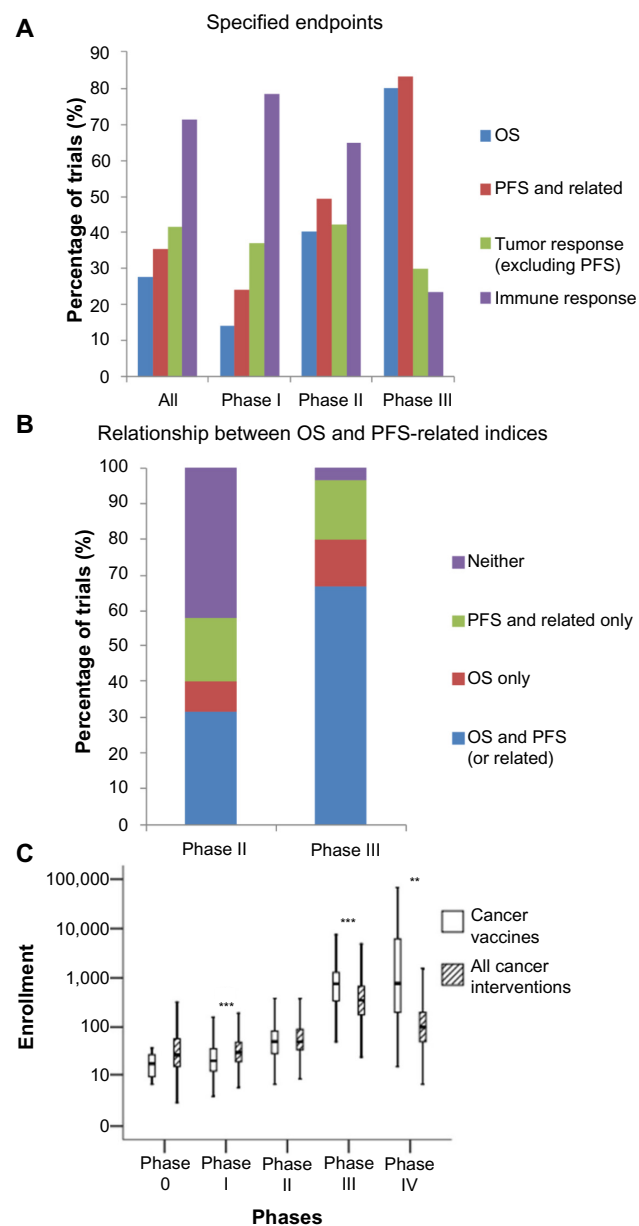 A
Specified endpoints
Percentage of trials (%)
90
80
70
60
50
40
30
20
10
0
All
Phase I
Phase II
Phase III
OS
PFS and related
Tumor response
(excluding PFS)
Immune response
B
Relationship between OS and PFS-related indices
Percentage of trials (%)
100
90
80
70
60
50
40
30
20
10
0
Phase II
Phase III
Neither
PFS and related only
OS only
OS and PFS
(or related)
C
Enrollment
100,000
10,000
1,000
100
10
0
***
***
**
Phase
0
Phase
I
Phase
II
Phase
III
Phase
IV
Phases
Cancer
vaccines
All cancer
interventions